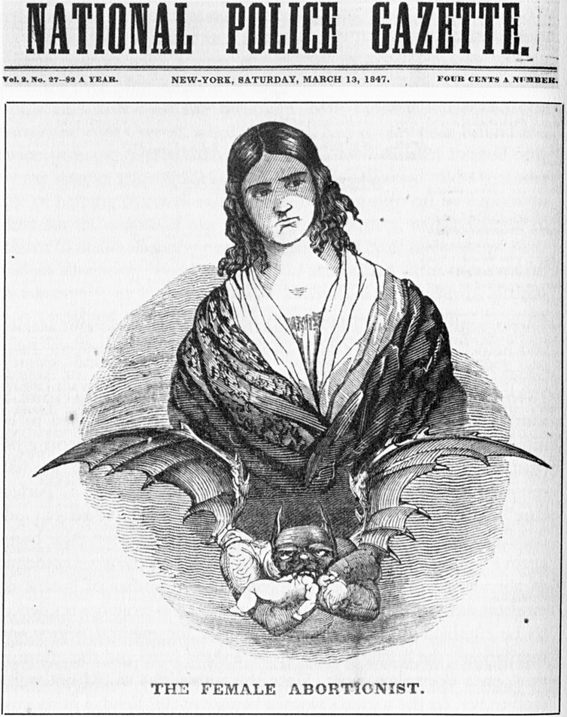 NATIONAL POLICE GAZETTE.
Vol. 2. No. 27—$2 A YEAR. NEW-YORK, SATURDAY, MARCH 13, 1847. FOUR CENTS A NUMBER.
THE FEMALE ABORTIONIST.